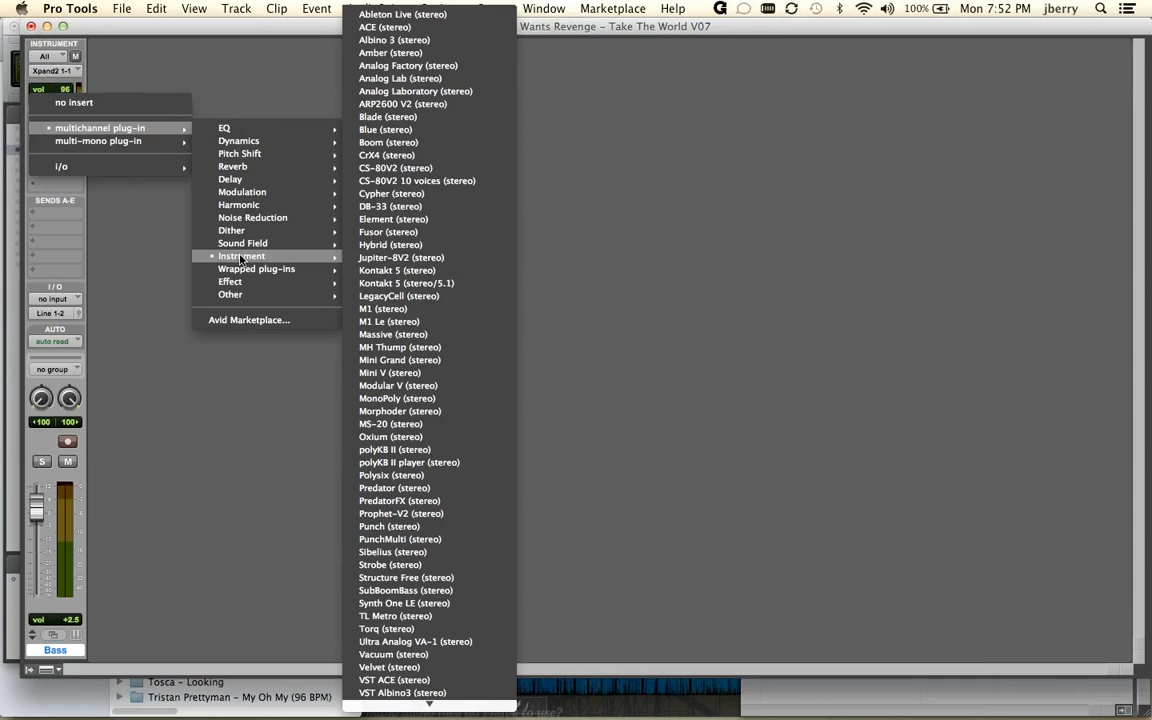 Pro Tools File Edit View Track Clip Event Window Marketplace Help 100% Mon 7:52 PM jberry
Wants Revenge – Take The World V07
INSTRUMENT
All M
Xpand2 1-1
vol 96
no insert
multichannel plug-in
multi-mono plug-in
i/o
SENDS A-E
I / O
no input
Line 1-2
AUTO
auto read
no group
‹100 100›
S M
vol +2.5
Bass
EQ
Dynamics
Pitch Shift
Reverb
Delay
Modulation
Harmonic
Noise Reduction
Dither
Sound Field
Instrument
Wrapped plug-ins
Effect
Other
Avid Marketplace...
Ableton Live (stereo)
ACE (stereo)
Albino 3 (stereo)
Amber (stereo)
Analog Factory (stereo)
Analog Lab (stereo)
Analog Laboratory (stereo)
ARP2600 V2 (stereo)
Blade (stereo)
Blue (stereo)
Boom (stereo)
CrX4 (stereo)
CS-80V2 (stereo)
CS-80V2 10 voices (stereo)
Cypher (stereo)
DB-33 (stereo)
Element (stereo)
Fusor (stereo)
Hybrid (stereo)
Jupiter-8V2 (stereo)
Kontakt 5 (stereo)
Kontakt 5 (stereo/5.1)
LegacyCell (stereo)
M1 (stereo)
M1 Le (stereo)
Massive (stereo)
MH Thump (stereo)
Mini Grand (stereo)
Mini V (stereo)
Modular V (stereo)
MonoPoly (stereo)
Morphoder (stereo)
MS-20 (stereo)
Oxium (stereo)
polyKB II (stereo)
polyKB II player (stereo)
Polysix (stereo)
Predator (stereo)
PredatorFX (stereo)
Prophet-V2 (stereo)
Punch (stereo)
PunchMulti (stereo)
Sibelius (stereo)
Strobe (stereo)
Structure Free (stereo)
SubBoomBass (stereo)
Synth One LE (stereo)
TL Metro (stereo)
Torq (stereo)
Ultra Analog VA-1 (stereo)
Vacuum (stereo)
Velvet (stereo)
VST ACE (stereo)
VST Albino3 (stereo)
Tosca - Looking
Tristan Prettyman - My Oh My (96 BPM)